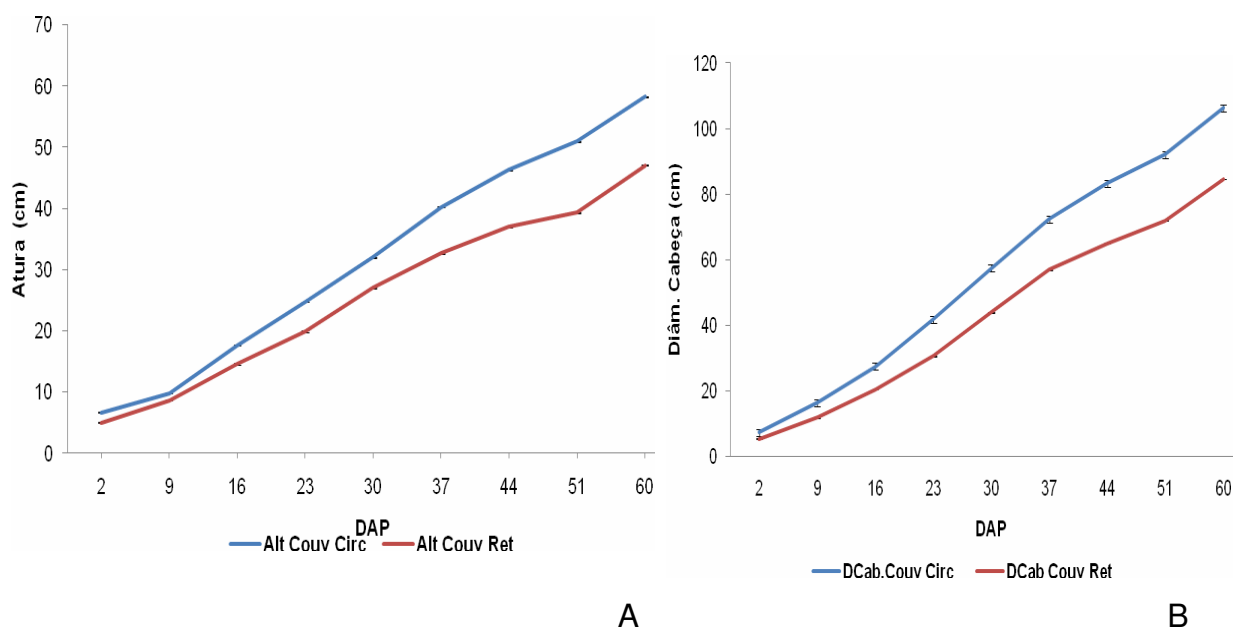 70
60
50
40
30
20
10
0
Atura (cm)
2 9 16 23 30 37 44 51 60
DAP
Alt Couv Circ Alt Couv Ret
A
120
100
80
60
40
20
0
Diâm. Cabeça (cm)
2 9 16 23 30 37 44 51 60
DAP
DCab.Couv Circ DCab Couv Ret
B